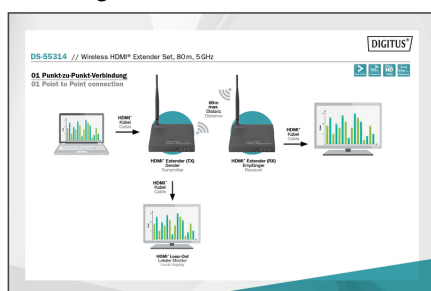 DIGITUS®
DS-55314 // Wireless HDMI® Extender Set, 80m, 5GHz
01 Punkt-zu-Punkt-Verbindung
01 Point to Point connection
HD
80m
max.
Distanz
Distance
HDMI®
Kabel
Cable
HDMI®
Kabel
Cable
HDMI® Extender (TX)
Sender
Transmitter
HDMI® Extender (RX)
Empfänger
Receiver
HDMI®
Kabel
Cable
HDMI® Loop-Out
Lokaler Monitor
Local display